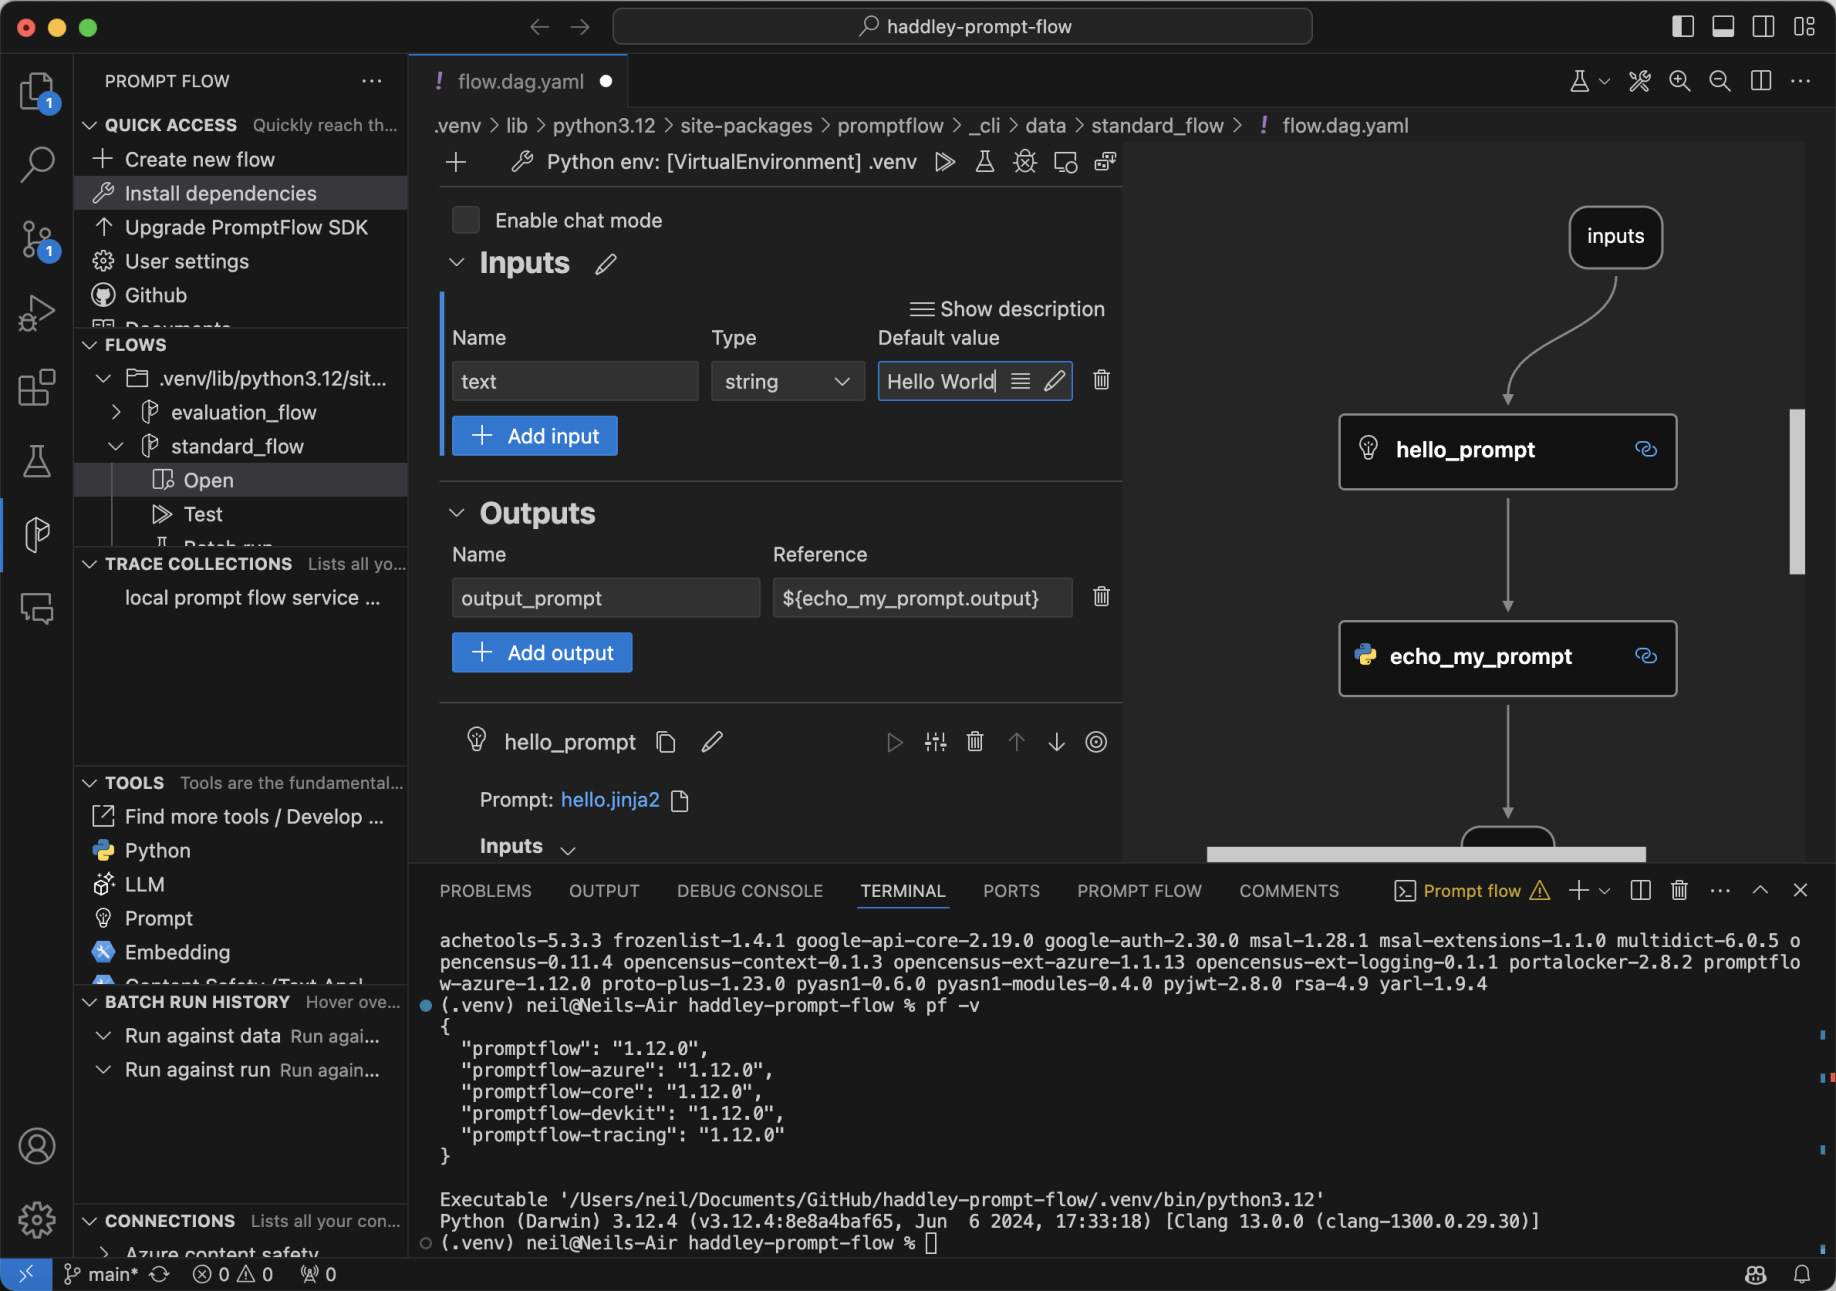 haddley-prompt-flow
PROMPT FLOW
QUICK ACCESS Quickly reach th...
Create new flow
Install dependencies
Upgrade PromptFlow SDK
User settings
Github
Documents
FLOWS
.venv/lib/python3.12/sit...
evaluation_flow
standard_flow
Open
Test
Batch run
TRACE COLLECTIONS Lists all yo...
local prompt flow service ...
TOOLS Tools are the fundamental...
Find more tools / Develop ...
Python
LLM
Prompt
Embedding
Content Safety (Text Anal
BATCH RUN HISTORY Hover ove...
Run against data Run agai...
Run against run Run again...
CONNECTIONS Lists all your con...
Azure content safety
1
1
! flow.dag.yaml
.venv > lib > python3.12 > site-packages > promptflow > _cli > data > standard_flow > ! flow.dag.yaml
Python env: [VirtualEnvironment] .venv
Enable chat mode
Inputs
Show description
Name Type Default value
text string Hello World
Add input
Outputs
Name Reference
output_prompt ${echo_my_prompt.output}
Add output
hello_prompt
Prompt: hello.jinja2
Inputs
inputs
hello_prompt
echo_my_prompt
PROBLEMS OUTPUT DEBUG CONSOLE TERMINAL PORTS PROMPT FLOW COMMENTS Prompt flow
achetools-5.3.3 frozenlist-1.4.1 google-api-core-2.19.0 google-auth-2.30.0 msal-1.28.1 msal-extensions-1.1.0 multidict-6.0.5 o
pencensus-0.11.4 opencensus-context-0.1.3 opencensus-ext-azure-1.1.13 opencensus-ext-logging-0.1.1 portalocker-2.8.2 promptflo
w-azure-1.12.0 proto-plus-1.23.0 pyasn1-0.6.0 pyasn1-modules-0.4.0 pyjwt-2.8.0 rsa-4.9 yarl-1.9.4
(.venv) neil@Neils-Air haddley-prompt-flow % pf -v
{
"promptflow": "1.12.0",
"promptflow-azure": "1.12.0",
"promptflow-core": "1.12.0",
"promptflow-devkit": "1.12.0",
"promptflow-tracing": "1.12.0"
}
Executable '/Users/neil/Documents/GitHub/haddley-prompt-flow/.venv/bin/python3.12'
Python (Darwin) 3.12.4 (v3.12.4:8e8a4baf65, Jun 6 2024, 17:33:18) [Clang 13.0.0 (clang-1300.0.29.30)]
(.venv) neil@Neils-Air haddley-prompt-flow %
main* 0 0 0